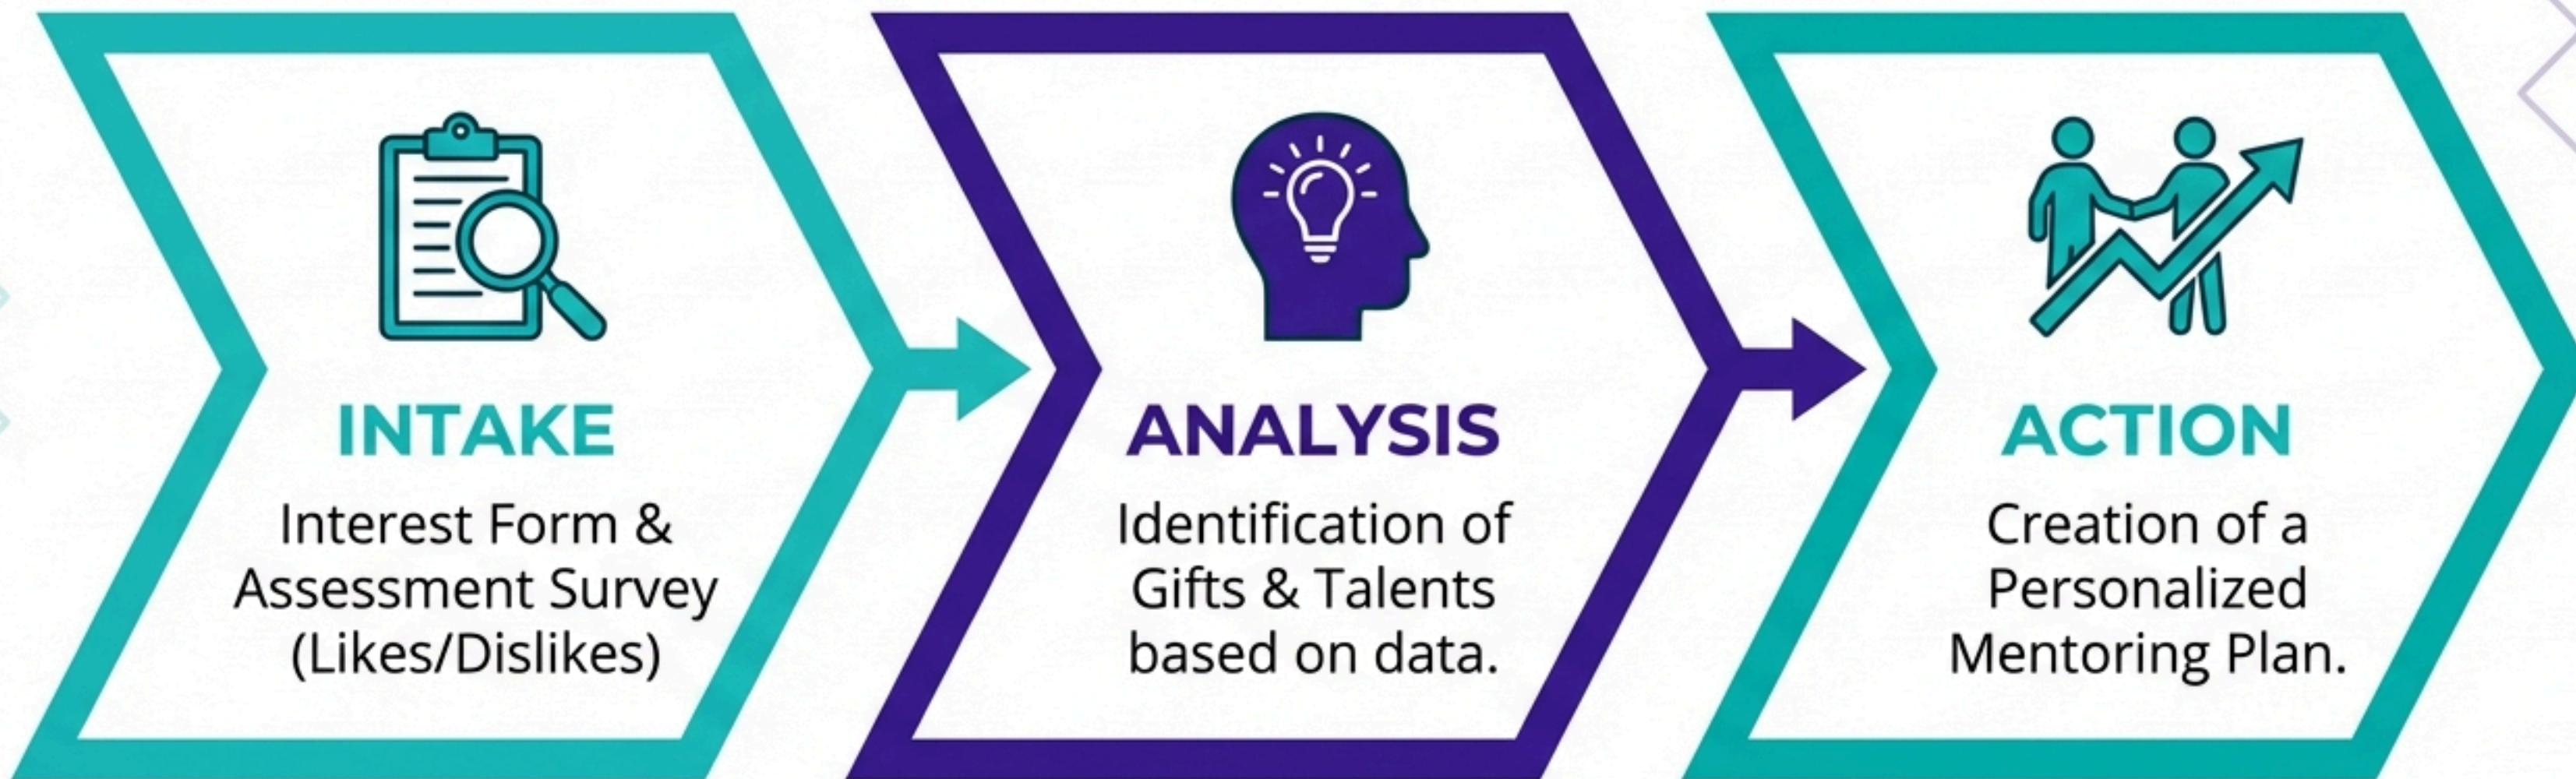 INTAKE
Interest Form &
Assessment Survey
(Likes/Dislikes)
ANALYSIS
Identification of
Gifts & Talents
based on data.
ACTION
Creation of a
Personalized
Mentoring Plan.